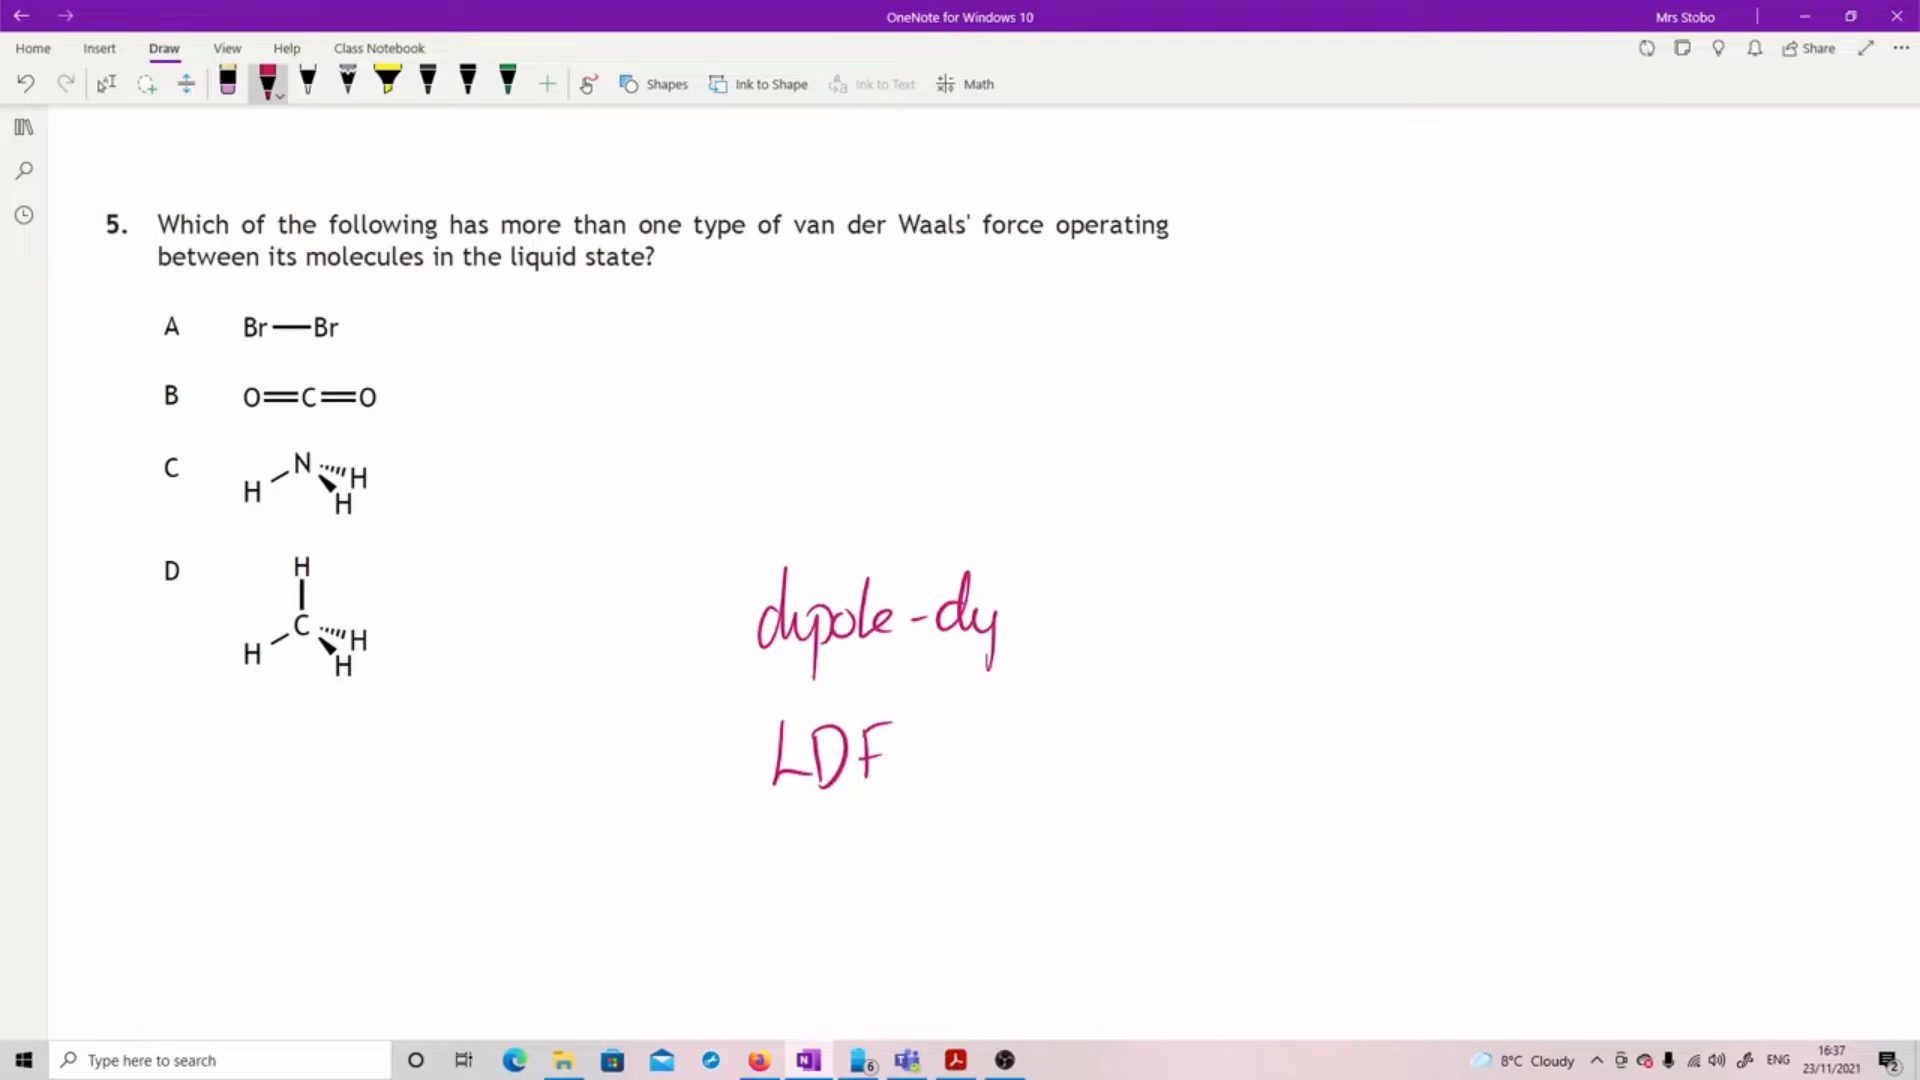 OneNote for Windows 10
Mrs Stobo
Home Insert Draw View Help Class Notebook
Share
Shapes Ink to Shape Ink to Text Math
5. Which of the following has more than one type of van der Waals' force operating
between its molecules in the liquid state?
A Br—Br
B O=C=O
C N
H H
H
D H
C
H H
H
dipole-dip
LDF
Type here to search
6
8°C Cloudy
ENG
16:37
23/11/2021
2